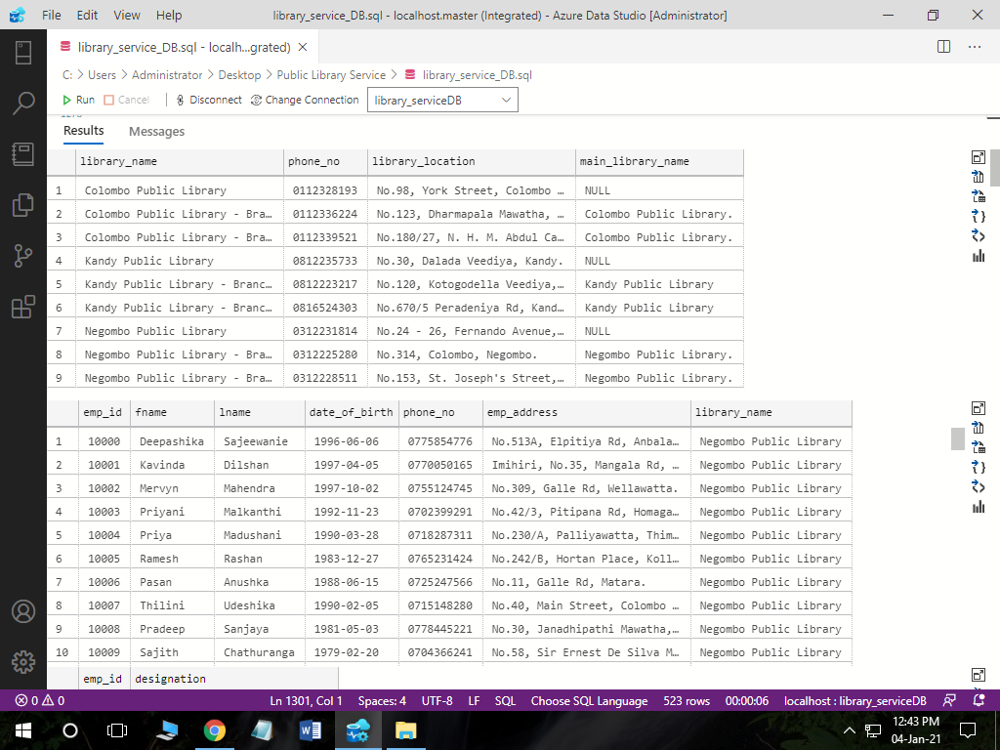 File Edit View Help library_service_DB.sql - localhost.master (Integrated) - Azure Data Studio [Administrator]
library_service_DB.sql - localh...grated)
C: > Users > Administrator > Desktop > Public Library Service > library_service_DB.sql
Run Cancel Disconnect Change Connection library_serviceDB
Results Messages
library_name phone_no library_location main_library_name
1 Colombo Public Library 0112328193 No.98, York Street, Colombo … NULL
2 Colombo Public Library - Bra… 0112336224 No.123, Dharmapala Mawatha, … Colombo Public Library.
3 Colombo Public Library - Bra… 0112339521 No.180/27, N. H. M. Abdul Ca… Colombo Public Library.
4 Kandy Public Library 0812235733 No.30, Dalada Veediya, Kandy. NULL
5 Kandy Public Library - Branc… 0812223217 No.120, Kotogodella Veediya,… Kandy Public Library
6 Kandy Public Library - Branc… 0816524303 No.670/5 Peradeniya Rd, Kand… Kandy Public Library
7 Negombo Public Library 0312231814 No.24 - 26, Fernando Avenue,… NULL
8 Negombo Public Library - Bra… 0312225280 No.314, Colombo, Negombo. Negombo Public Library.
9 Negombo Public Library - Bra… 0312228511 No.153, St. Joseph's Street,… Negombo Public Library.
emp_id fname lname date_of_birth phone_no emp_address library_name
1 10000 Deepashika Sajeewanie 1996-06-06 0775854776 No.513A, Elpitiya Rd, Anbala… Negombo Public Library
2 10001 Kavinda Dilshan 1997-04-05 0770050165 Imihiri, No.35, Mangala Rd, … Negombo Public Library
3 10002 Mervyn Mahendra 1997-10-02 0755124745 No.309, Galle Rd, Wellawatta. Negombo Public Library
4 10003 Priyani Malkanthi 1992-11-23 0702399291 No.42/3, Pitipana Rd, Homaga… Negombo Public Library
5 10004 Priya Madushani 1990-03-28 0718287311 No.230/A, Palliyawatta, Thim… Negombo Public Library
6 10005 Ramesh Rashan 1983-12-27 0765231424 No.242/B, Hortan Place, Koll… Negombo Public Library
7 10006 Pasan Anushka 1988-06-15 0725247566 No.11, Galle Rd, Matara. Negombo Public Library
8 10007 Thilini Udeshika 1990-02-05 0715148280 No.40, Main Street, Colombo … Negombo Public Library
9 10008 Pradeep Sanjaya 1981-05-03 0778445221 No.30, Janadhipathi Mawatha,… Negombo Public Library
10 10009 Sajith Chathuranga 1979-02-20 0704366241 No.58, Sir Ernest De Silva M… Negombo Public Library
emp_id designation
0 0 Ln 1301, Col 1 Spaces: 4 UTF-8 LF SQL Choose SQL Language 523 rows 00:00:06 localhost : library_serviceDB
12:43 PM
04-Jan-21